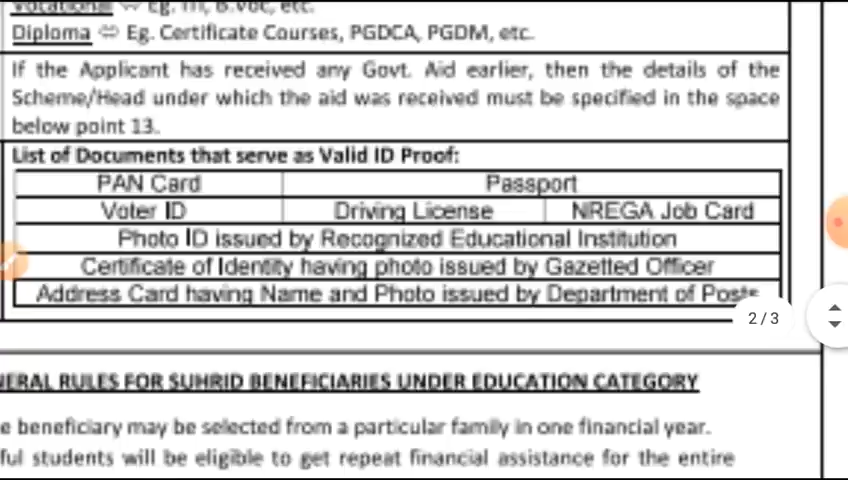 Vocational ⇔ Eg. ITI, B.Voc, etc.
Diploma ⇔ Eg. Certificate Courses, PGDCA, PGDM, etc.
If the Applicant has received any Govt. Aid earlier, then the details of the
Scheme/Head under which the aid was received must be specified in the space
below point 13.
List of Documents that serve as Valid ID Proof:
PAN Card Passport
Voter ID Driving License NREGA Job Card
Photo ID issued by Recognized Educational Institution
Certificate of Identity having photo issued by Gazetted Officer
Address Card having Name and Photo issued by Department of Posts
2/3
NERAL RULES FOR SUHRID BENEFICIARIES UNDER EDUCATION CATEGORY
e beneficiary may be selected from a particular family in one financial year.
ful students will be eligible to get repeat financial assistance for the entire